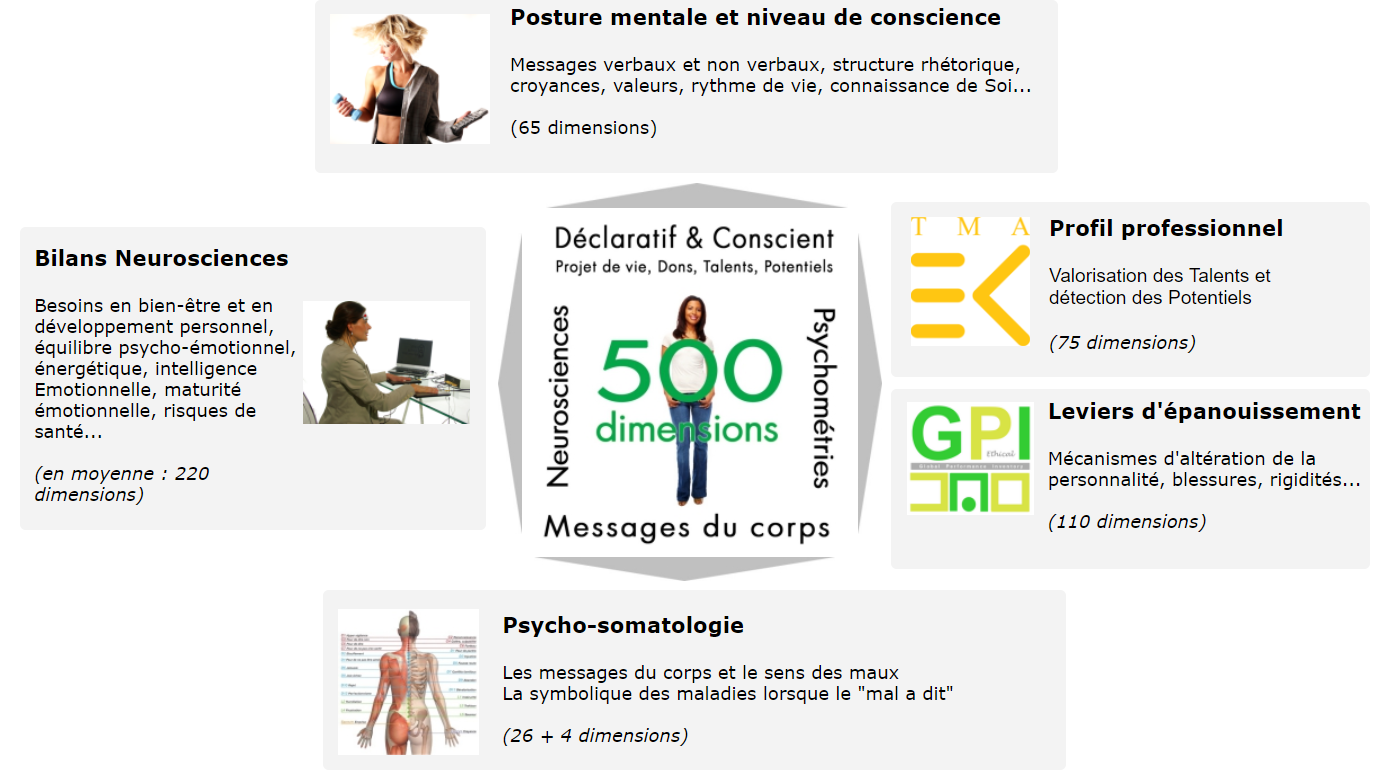 Posture mentale et niveau de conscience
Messages verbaux et non verbaux, structure rhétorique,
croyances, valeurs, rythme de vie, connaissance de Soi...
(65 dimensions)
Bilans Neurosciences
Besoins en bien-être et en
développement personnel,
équilibre psycho-émotionnel,
énergétique, intelligence
Emotionnelle, maturité
émotionnelle, risques de
santé...
(en moyenne : 220
dimensions)
Déclaratif & Conscient
Projet de vie, Dons, Talents, Potentiels
Neurosciences
500
dimensions
Psychométries
Messages du corps
T M A
Profil professionnel
Valorisation des Talents et
détection des Potentiels
(75 dimensions)
GPI
Ethical
Global Performance Inventory
Leviers d'épanouissement
Mécanismes d'altération de la
personnalité, blessures, rigidités...
(110 dimensions)
Psycho-somatologie
Les messages du corps et le sens des maux
La symbolique des maladies lorsque le "mal a dit"
(26 + 4 dimensions)